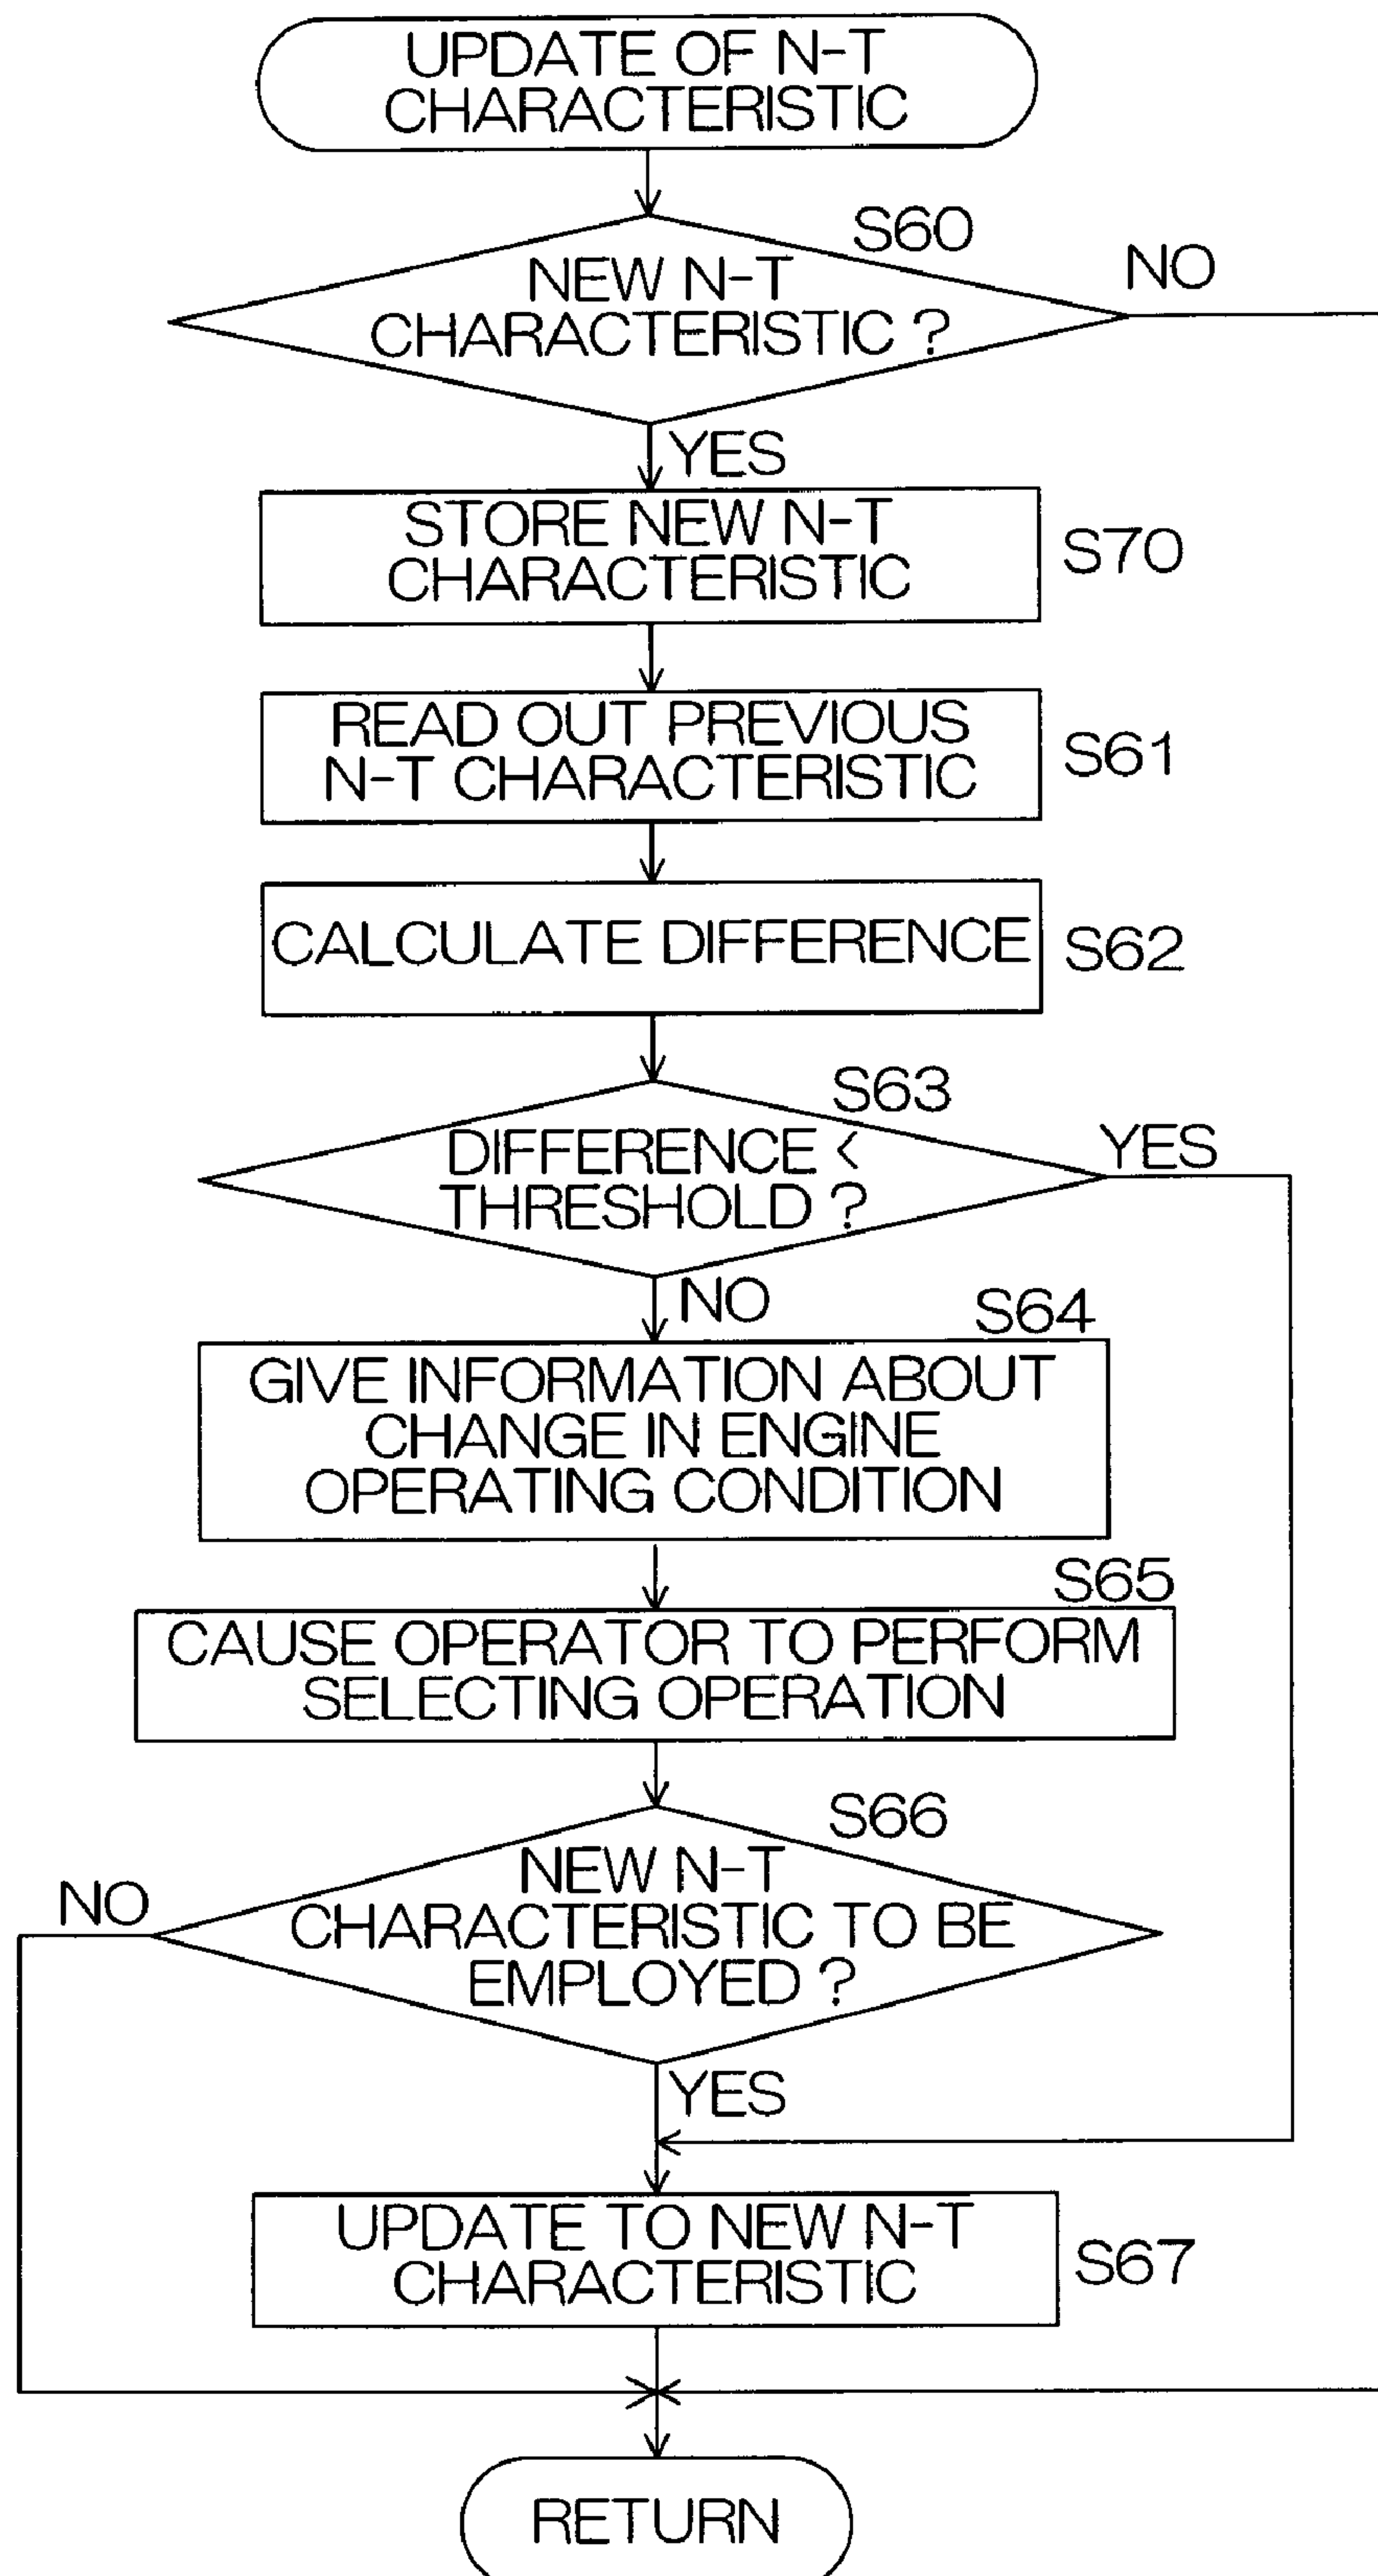 UPDATE OF N-T
CHARACTERISTIC
S60
NEW N-T
CHARACTERISTIC ?
NO
YES
STORE NEW N-T
CHARACTERISTIC
S70
READ OUT PREVIOUS
N-T CHARACTERISTIC
S61
CALCULATE DIFFERENCE
S62
S63
DIFFERENCE <
THRESHOLD ?
YES
NO
S64
GIVE INFORMATION ABOUT
CHANGE IN ENGINE
OPERATING CONDITION
S65
CAUSE OPERATOR TO PERFORM
SELECTING OPERATION
S66
NEW N-T
CHARACTERISTIC TO BE
EMPLOYED ?
NO
YES
UPDATE TO NEW N-T
CHARACTERISTIC
S67
RETURN